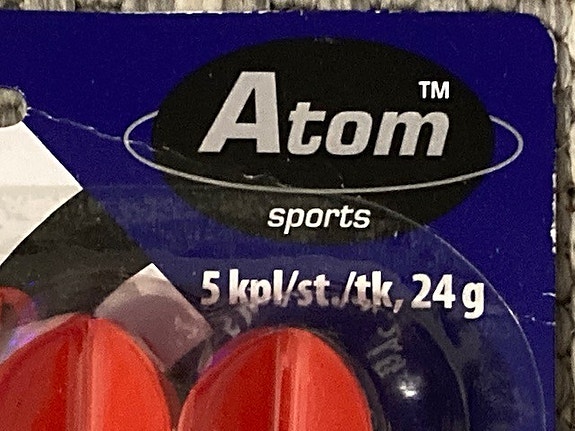 Atom™
sports
5 kpl/st./tk, 24 g